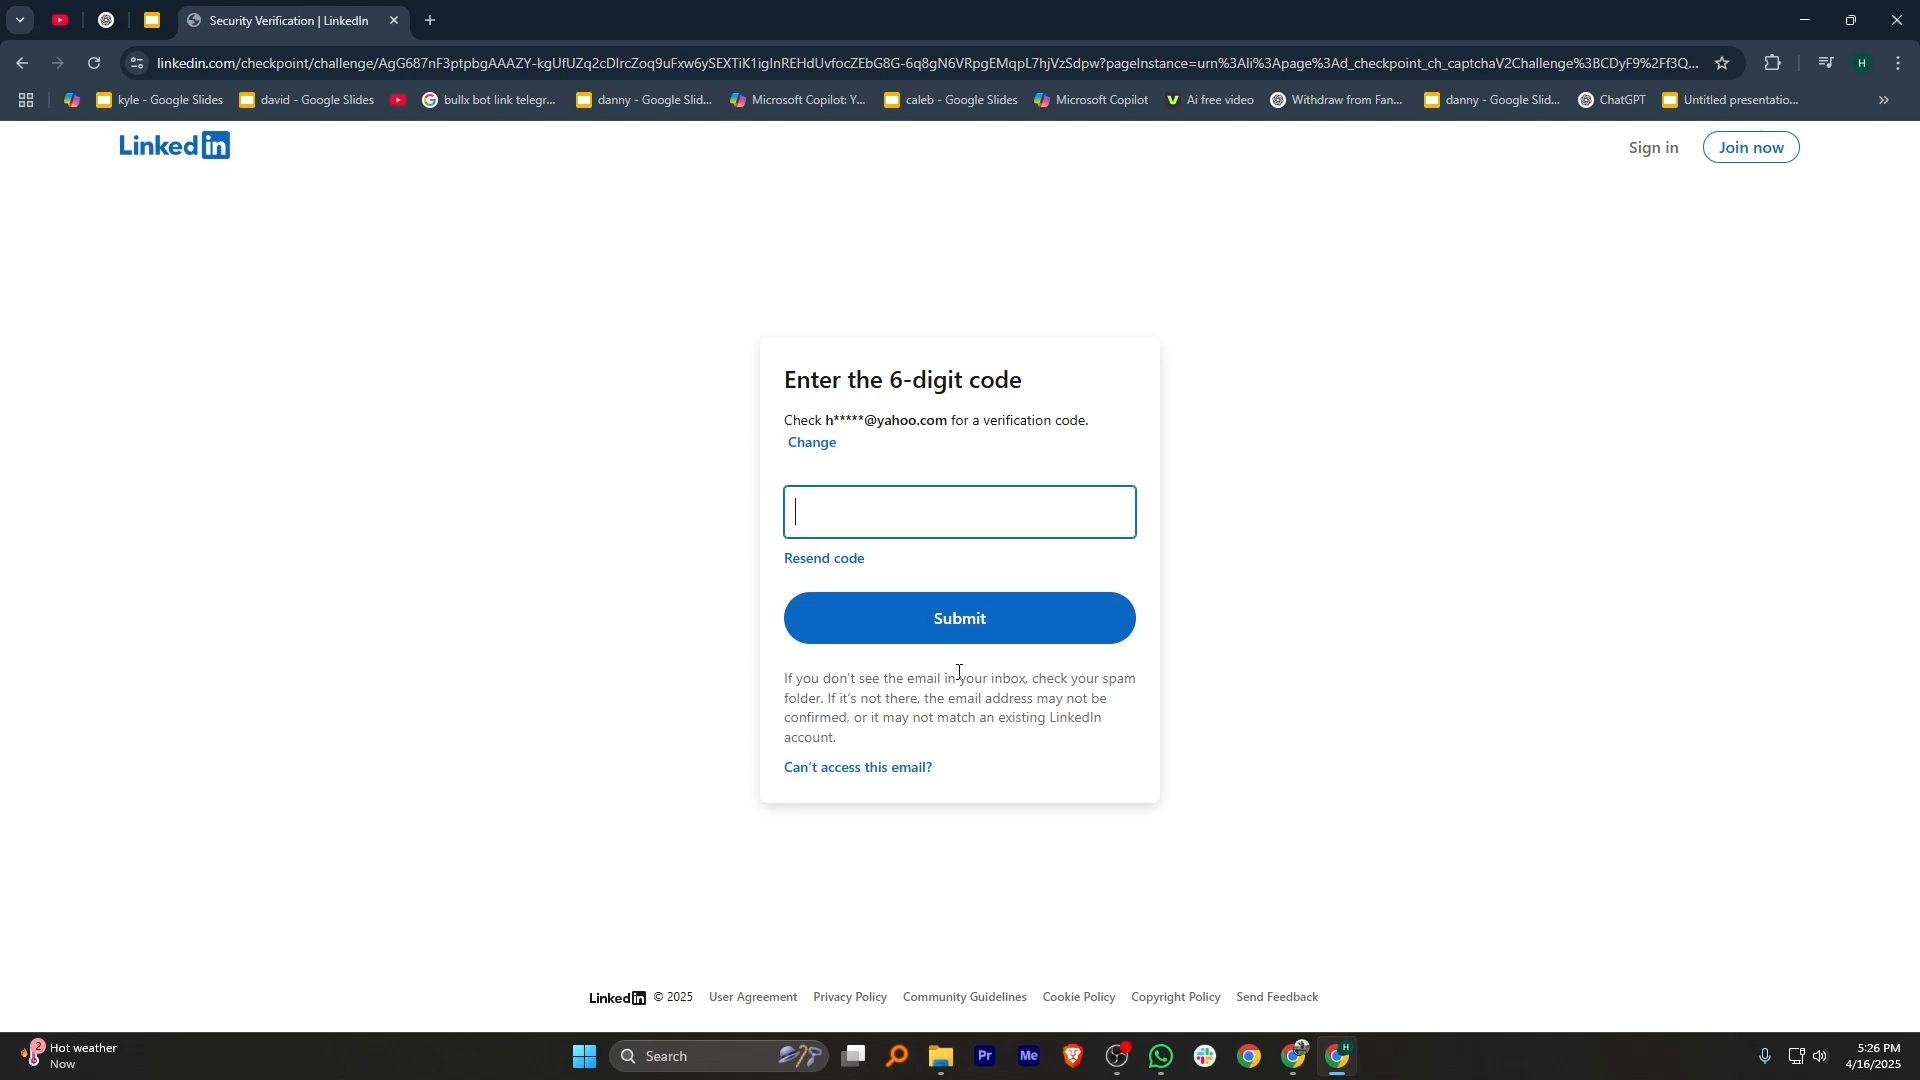 Security Verification | LinkedIn
linkedin.com/checkpoint/challenge/AgG687nF3ptpbgAAAZY-kgUfUZq2cDIrcZoq9uFxw6ySEXTiK1igInREHdUvfocZEbG8G-6q8gN6VRpgEMqpL7hjVzSdpw?pageInstance=urn%3Ali%3Apage%3Ad_checkpoint_ch_captchaV2Challenge%3BCDyF9%2Ff3Q...
H
kyle - Google Slides
david - Google Slides
bullx bot link telegr...
danny - Google Slid...
Microsoft Copilot: Y...
caleb - Google Slides
Microsoft Copilot
Ai free video
Withdraw from Fan...
danny - Google Slid...
ChatGPT
Untitled presentatio...
Linked in
Sign in
Join now
Enter the 6-digit code
Check h*****@yahoo.com for a verification code.
Change
Resend code
Submit
If you don't see the email in your inbox, check your spam
folder. If it's not there, the email address may not be
confirmed, or it may not match an existing LinkedIn
account.
Can't access this email?
Linked in © 2025 User Agreement Privacy Policy Community Guidelines Cookie Policy Copyright Policy Send Feedback
2
Hot weather
Now
Search
Pr
Me
H
5:26 PM
4/16/2025